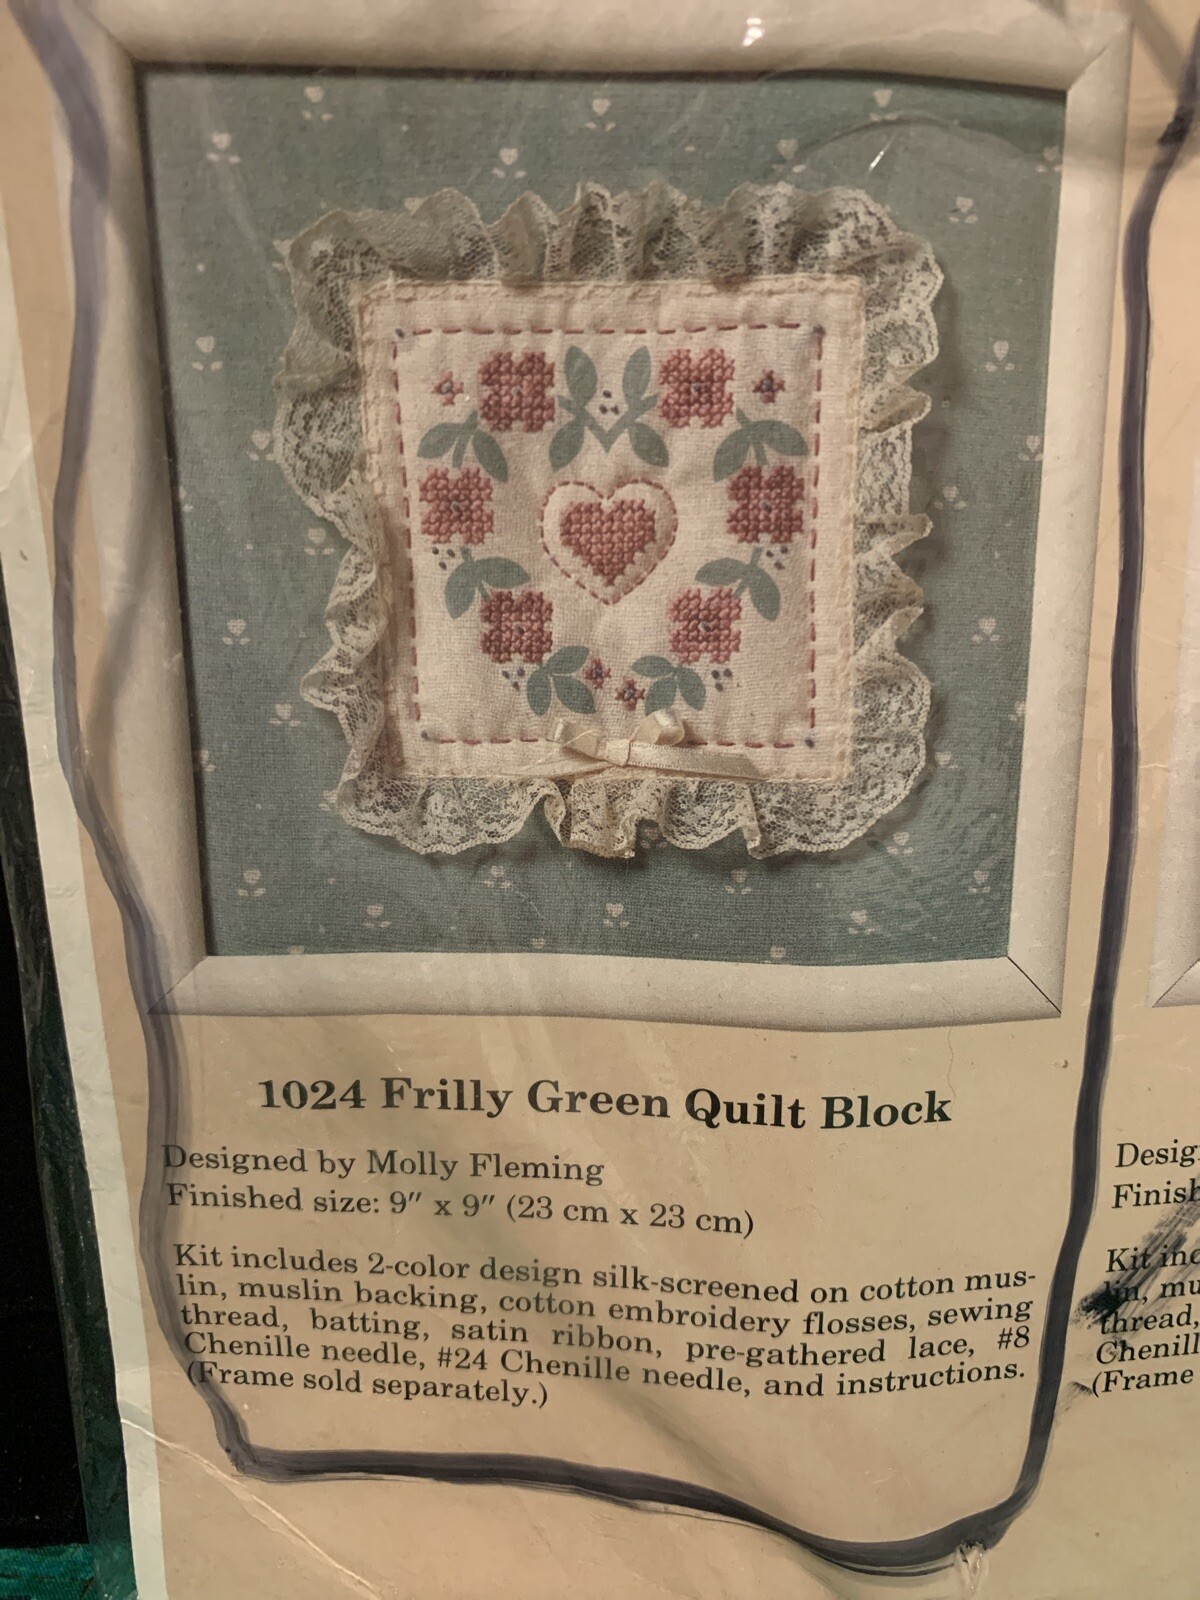 1024 Frilly Green Quilt Block
Designed by Molly Fleming
Finished size: 9" x 9" (23 cm x 23 cm)
Kit includes 2-color design silk-screened on cotton mus-
lin, muslin backing, cotton embroidery flosses, sewing
thread, batting, satin ribbon, pre-gathered lace, #8
Chenille needle, #24 Chenille needle, and instructions.
(Frame sold separately.)
Desig
Finish
Kit inc
lin, mu
thread,
Chenill
(Frame